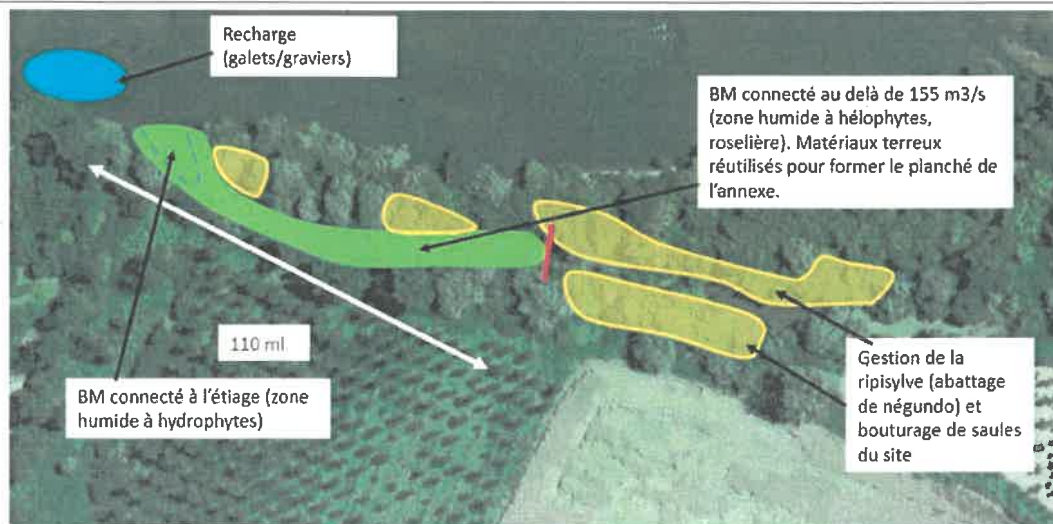 Recharge
(galets/graviers)
BM connecté au delà de 155 m3/s
(zone humide à hélophytes,
roselière). Matériaux terreux
réutilisés pour former le planché de
l'annexe.
110 ml
BM connecté à l'étiage (zone
humide à hydrophytes)
Gestion de la
ripisylve (abattage
de négundo) et
bouturage de saules
du site